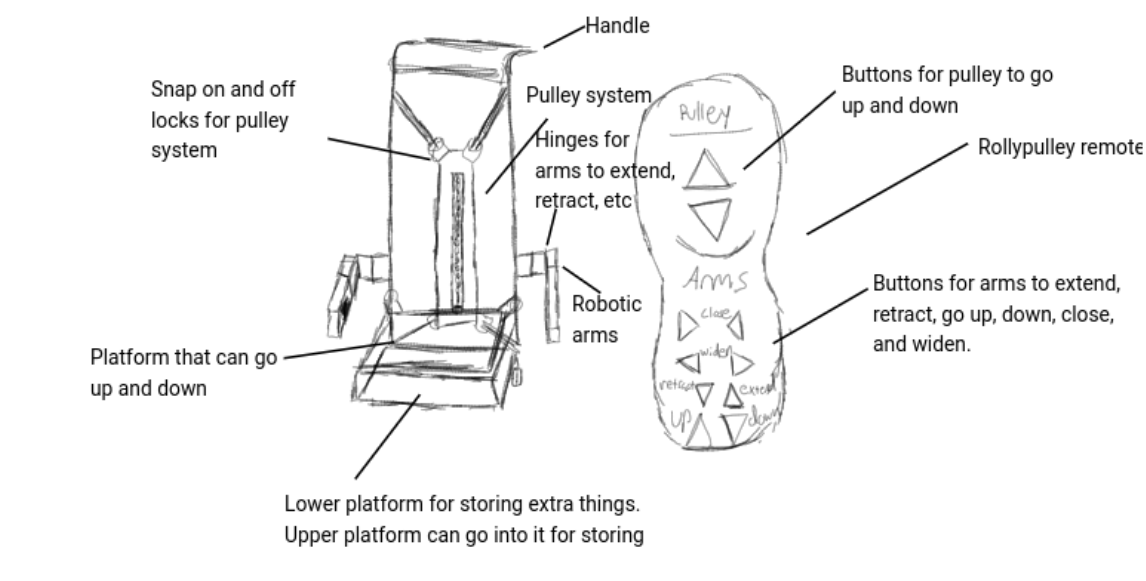 Handle
Snap on and off
locks for pulley
system
Pulley system
Hinges for
arms to extend,
retract, etc
Robotic
arms
Platform that can go
up and down
Lower platform for storing extra things.
Upper platform can go into it for storing
Pulley
Arms
close
widen
retract
extend
up
down
Buttons for pulley to go
up and down
Rollypulley remote
Buttons for arms to extend,
retract, go up, down, close,
and widen.